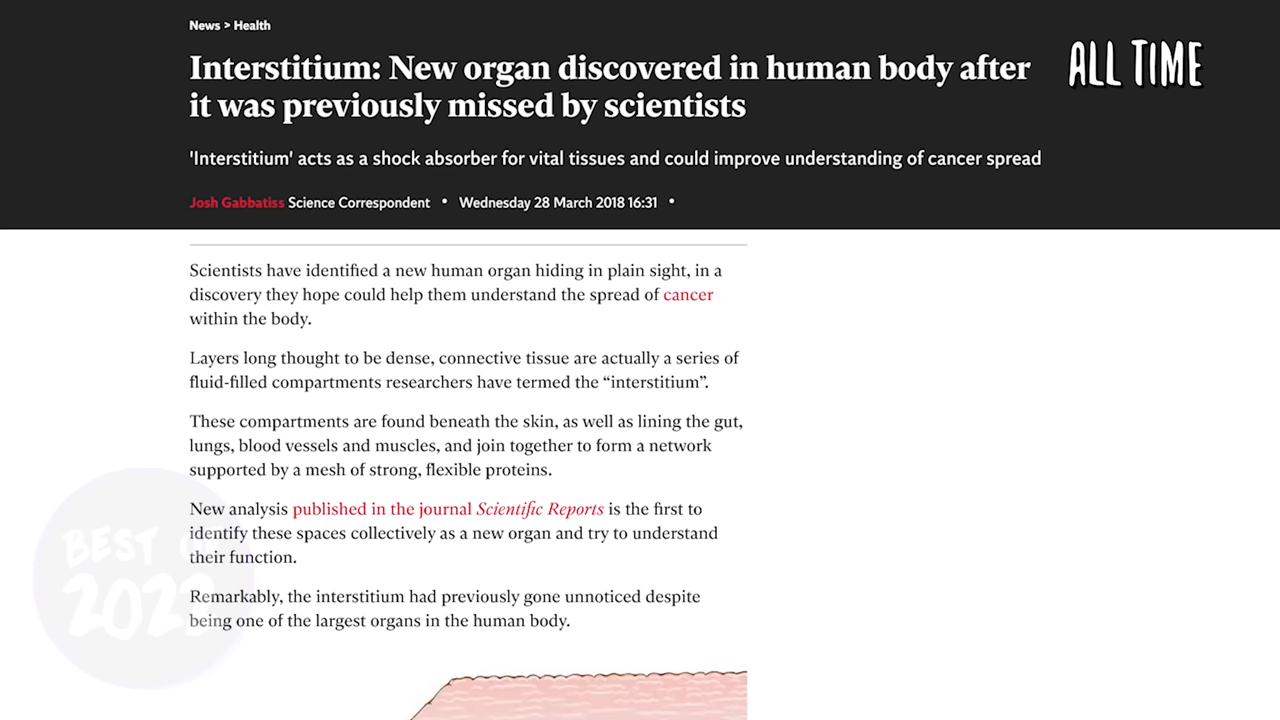 News > Health
Interstitium: New organ discovered in human body after
it was previously missed by scientists
ALL TIME
'Interstitium' acts as a shock absorber for vital tissues and could improve understanding of cancer spread
Josh Gabbatiss Science Correspondent • Wednesday 28 March 2018 16:31 •
Scientists have identified a new human organ hiding in plain sight, in a
discovery they hope could help them understand the spread of cancer
within the body.
Layers long thought to be dense, connective tissue are actually a series of
fluid-filled compartments researchers have termed the “interstitium”.
These compartments are found beneath the skin, as well as lining the gut,
lungs, blood vessels and muscles, and join together to form a network
supported by a mesh of strong, flexible proteins.
New analysis published in the journal Scientific Reports is the first to
identify these spaces collectively as a new organ and try to understand
their function.
Remarkably, the interstitium had previously gone unnoticed despite
being one of the largest organs in the human body.
BEST